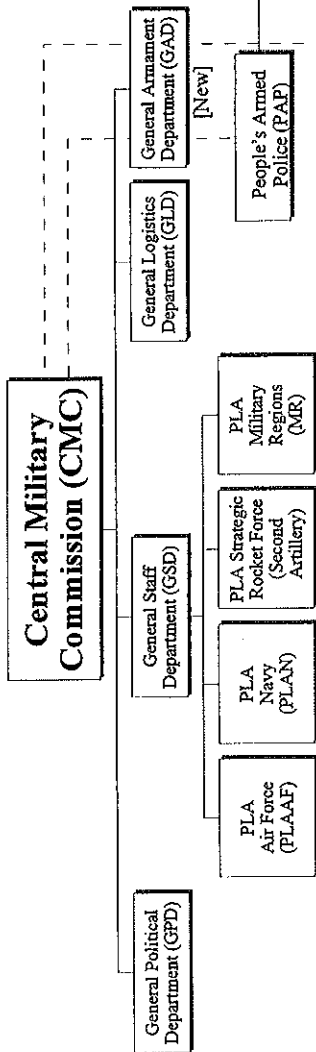 Central Military
Commission (CMC)
General Political
Department (GPD)
General Staff
Department (GSD)
General Logistics
Department (GLD)
General Armament
Department (GAD)
[New]
PLA
Air Force
(PLAAF)
PLA
Navy
(PLAN)
PLA Strategic
Rocket Force
(Second
Artillery)
PLA
Military
Regions
(MR)
People's Armed
Police (PAP)